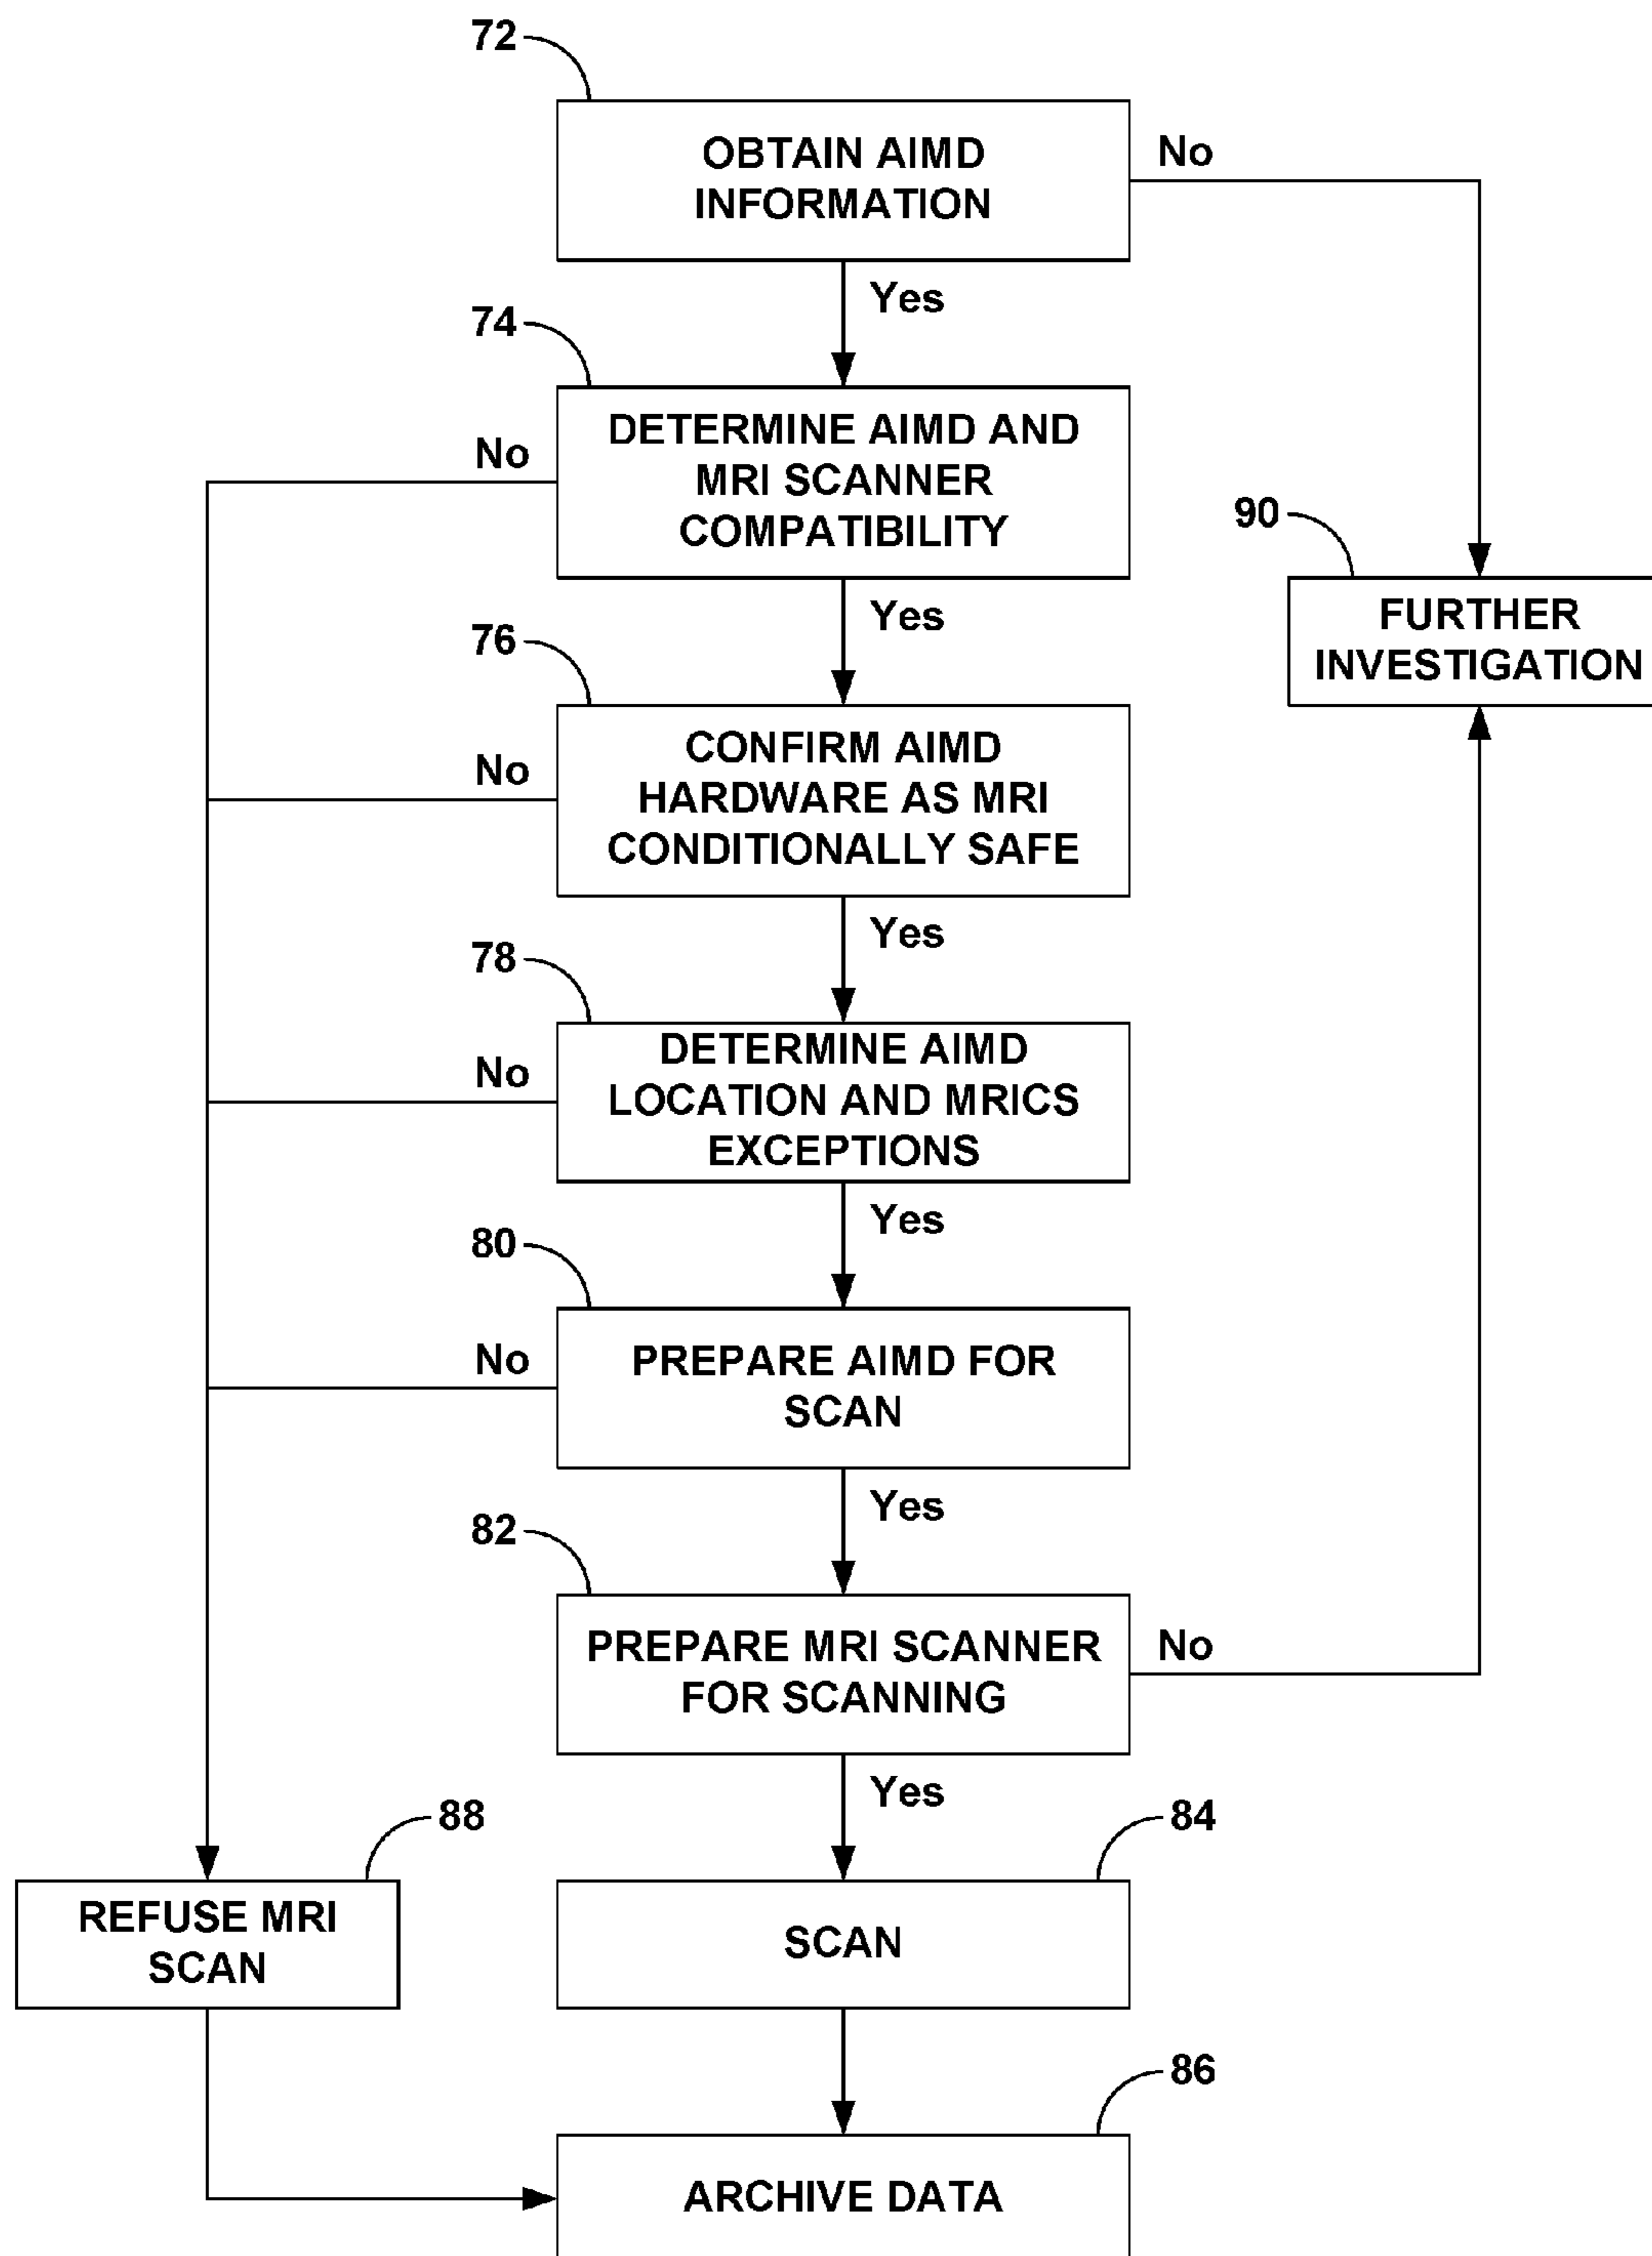 72
OBTAIN AIMD
INFORMATION
No
Yes
74
DETERMINE AIMD AND
MRI SCANNER
COMPATIBILITY
No
Yes
90
FURTHER
INVESTIGATION
76
CONFIRM AIMD
HARDWARE AS MRI
CONDITIONALLY SAFE
No
Yes
78
DETERMINE AIMD
LOCATION AND MRICS
EXCEPTIONS
No
Yes
80
PREPARE AIMD FOR
SCAN
No
Yes
82
PREPARE MRI SCANNER
FOR SCANNING
No
Yes
88
REFUSE MRI
SCAN
84
SCAN
86
ARCHIVE DATA